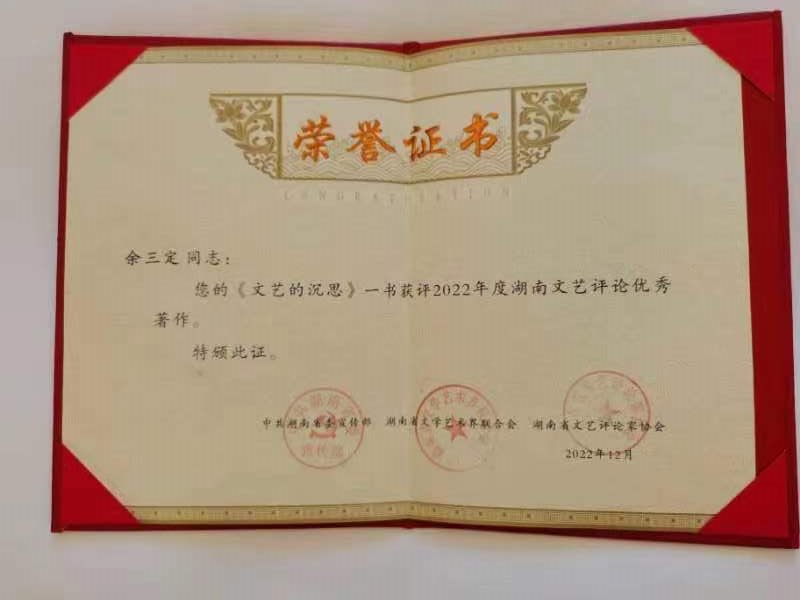 荣誉证书
CONGRATULATION
余三定同志：
您的《文艺的沉思》一书获评2022年度湖南文艺评论优秀
著作。
特颁此证。
中共湖南省委宣传部 湖南省文学艺术界联合会 湖南省文艺评论家协会
2022年12月